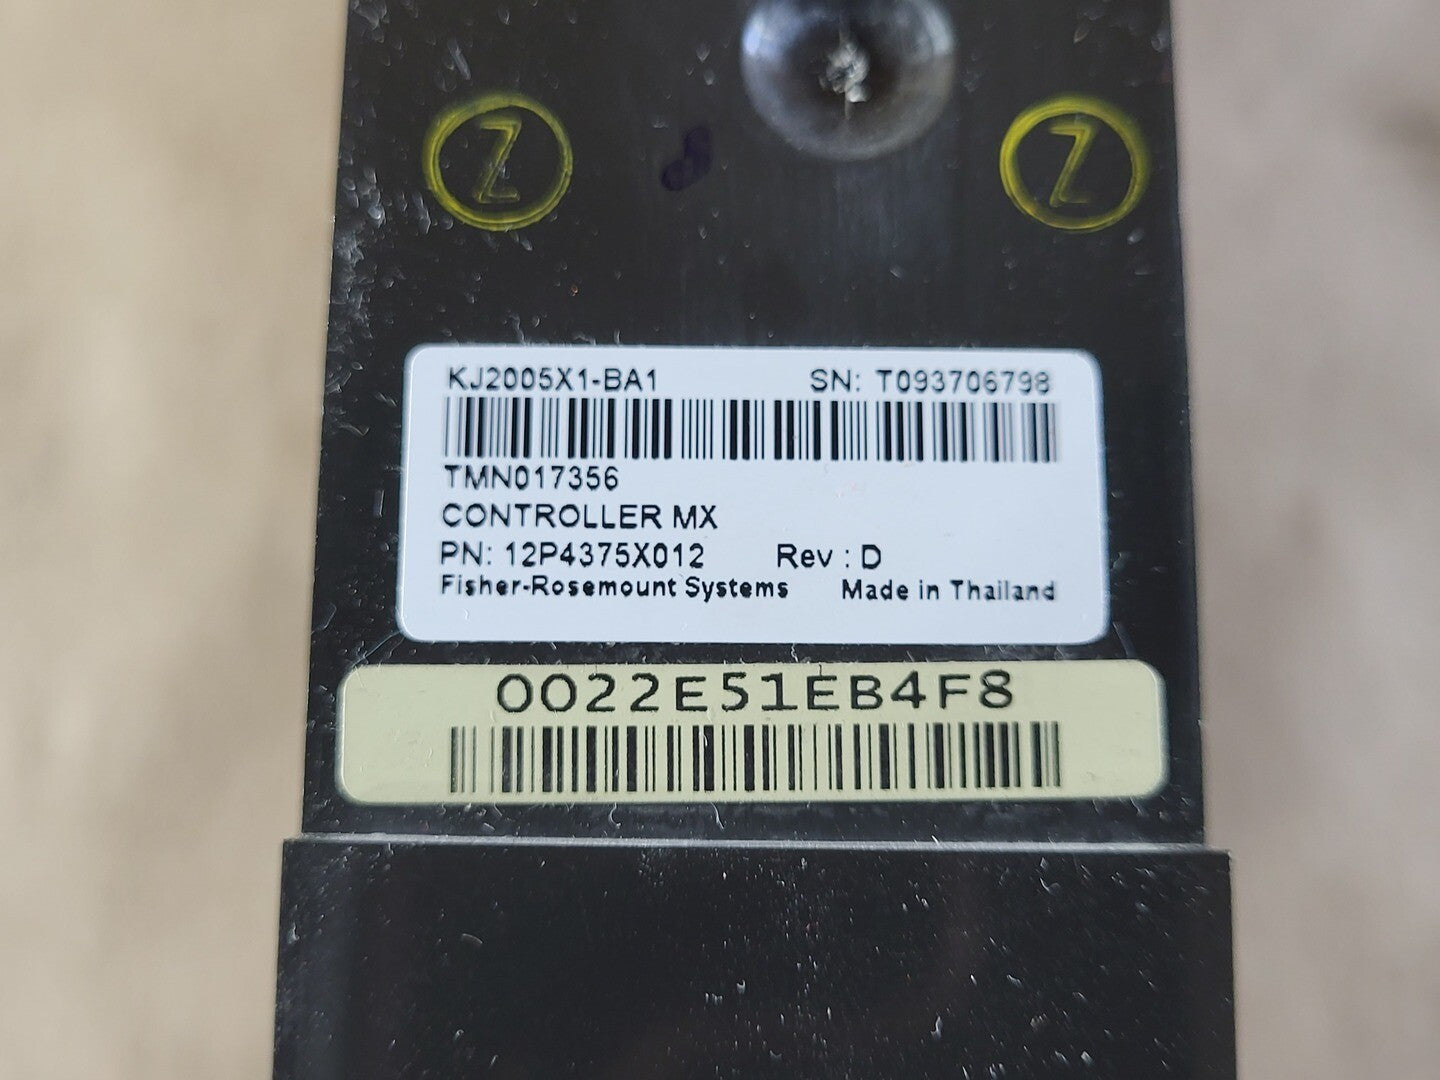 Z Z
KJ2005X1-BA1 SN: T093706798
TMN017356
CONTROLLER MX
PN: 12P4375X012 Rev : D
Fisher-Rosemount Systems Made in Thailand
0022E51EB4F8